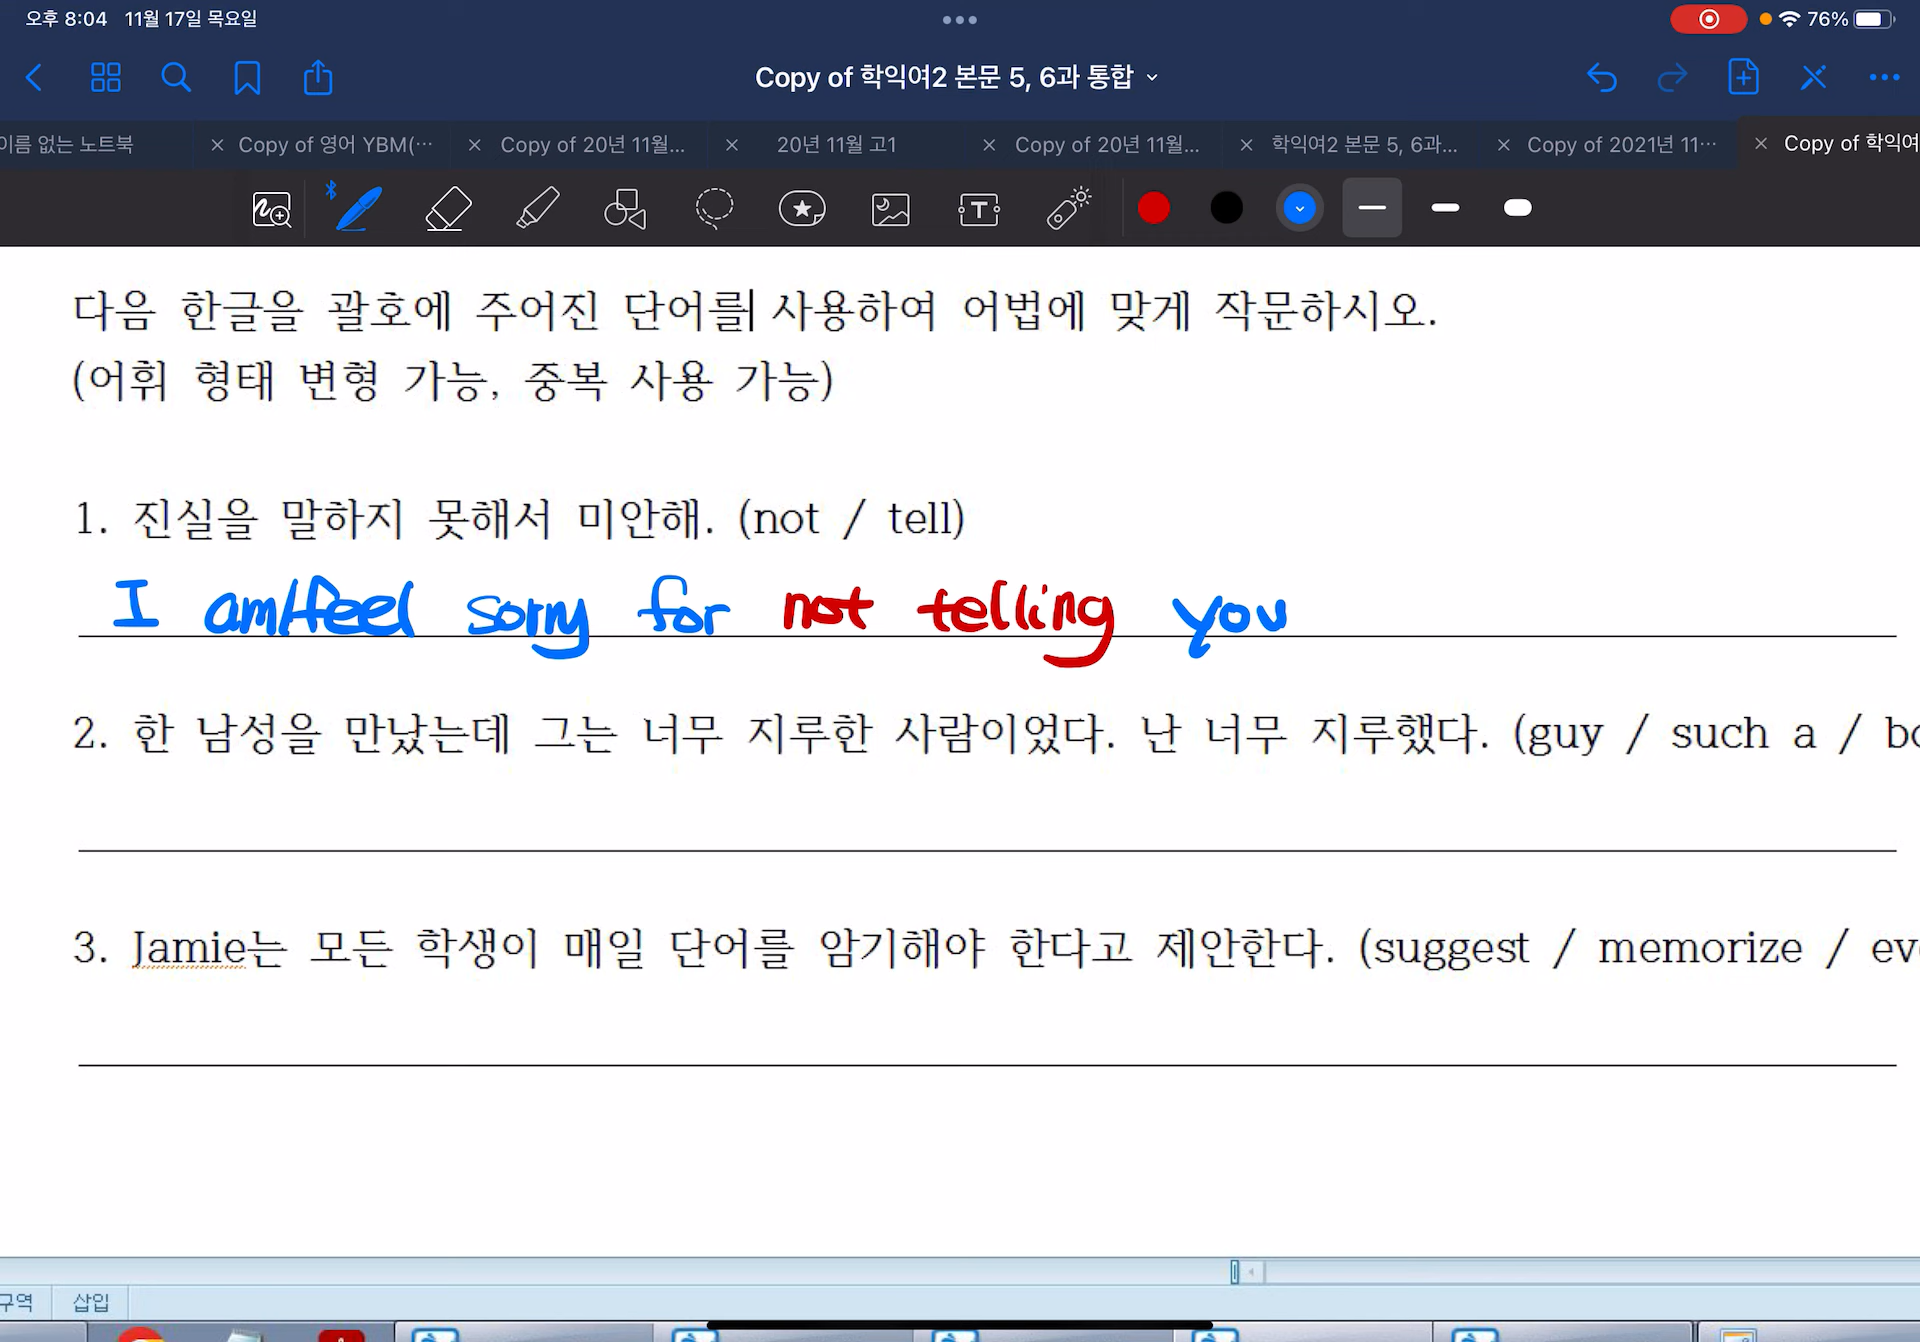 오후 8:04 11월 17일 목요일 76%
Copy of 학익여2 본문 5, 6과 통합
이름 없는 노트북 Copy of 영어 YBM(··· Copy of 20년 11월... 20년 11월 고1 Copy of 20년 11월... 학익여2 본문 5, 6과... Copy of 2021년 11··· Copy of 학익여
다음 한글을 괄호에 주어진 단어를 사용하여 어법에 맞게 작문하시오.
(어휘 형태 변형 가능, 중복 사용 가능)
1. 진실을 말하지 못해서 미안해. (not / tell)
I am/feel sorry for not telling you
2. 한 남성을 만났는데 그는 너무 지루한 사람이었다. 난 너무 지루했다. (guy / such a / bo
3. Jamie는 모든 학생이 매일 단어를 암기해야 한다고 제안한다. (suggest / memorize / ev
구역 삽입